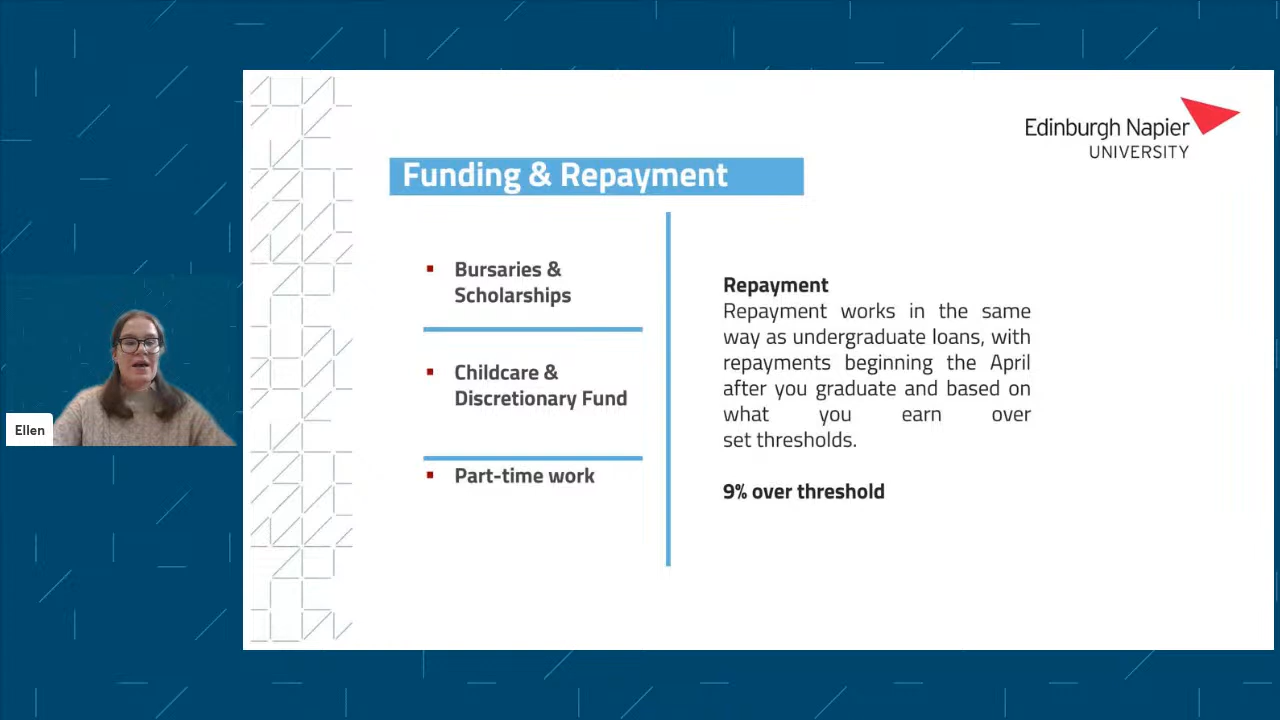 Edinburgh Napier
UNIVERSITY
Funding & Repayment
Bursaries &
Scholarships
Childcare &
Discretionary Fund
Part-time work
Repayment
Repayment works in the same
way as undergraduate loans, with
repayments beginning the April
after you graduate and based on
what you earn over
set thresholds.
9% over threshold
Ellen